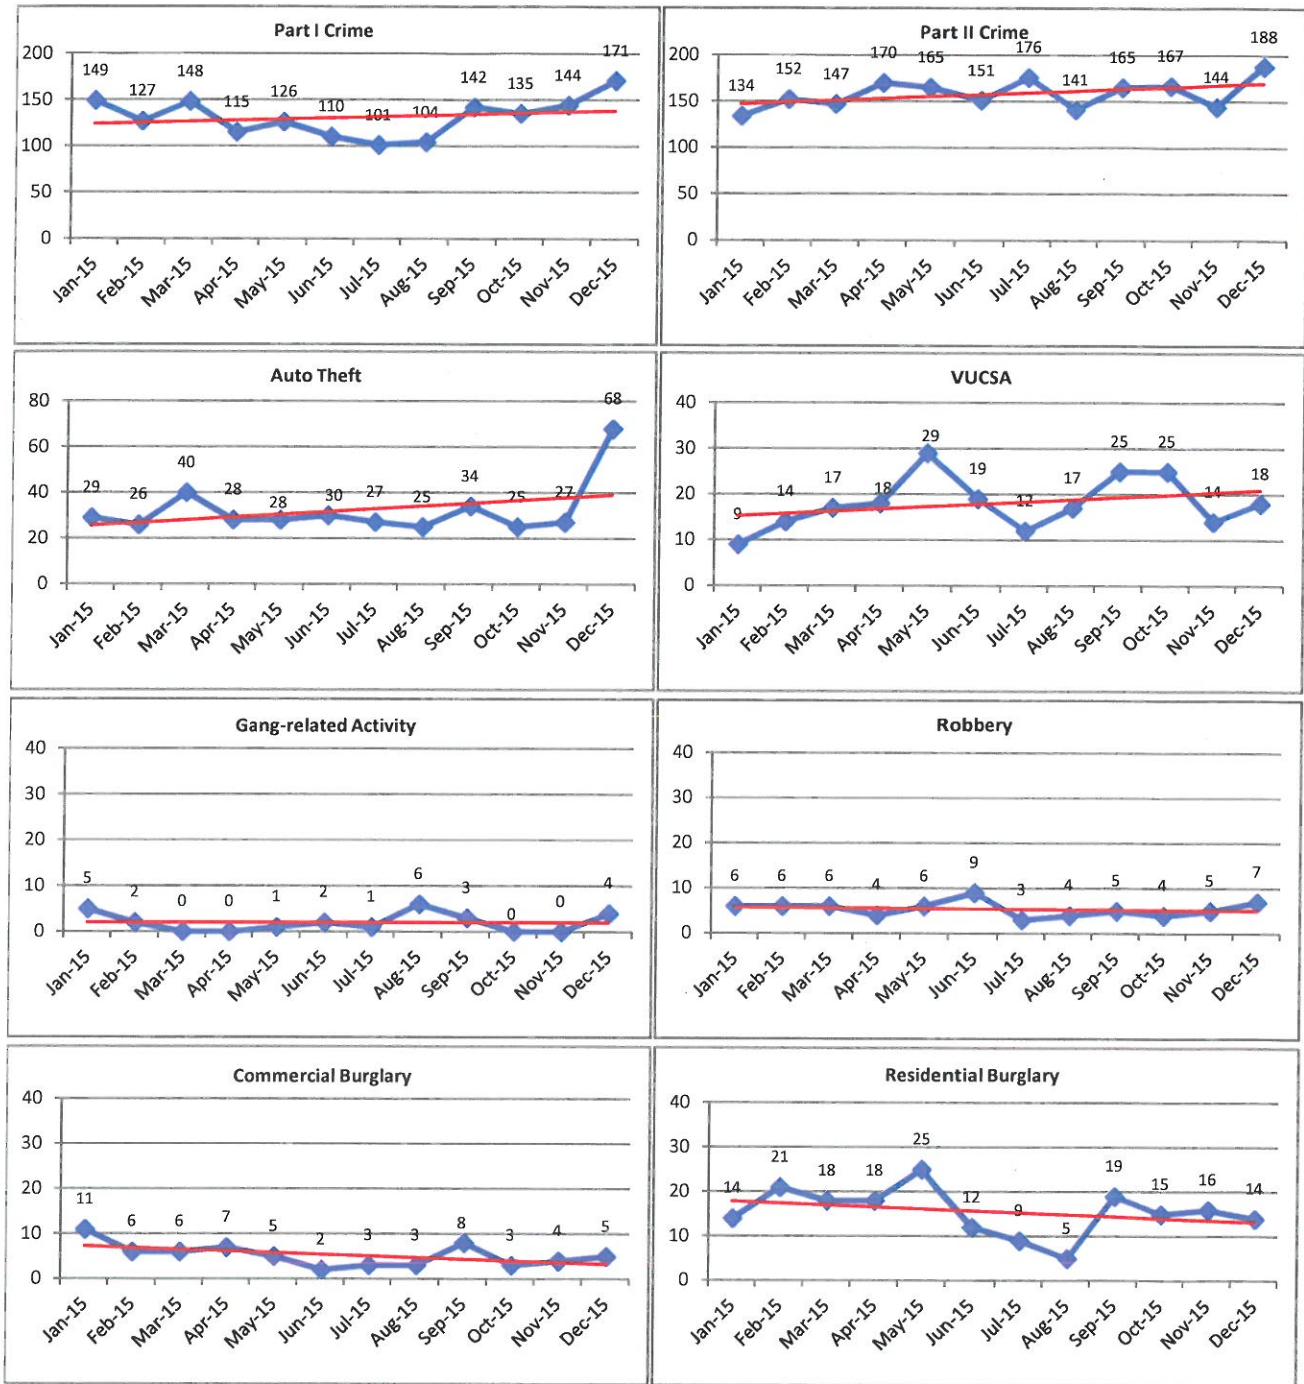 Part I Crime
200
150
100
50
0
149
127
148
115
126
110
101
104
142
135
144
171
Jan-15
Feb-15
Mar-15
Apr-15
May-15
Jun-15
Jul-15
Aug-15
Sep-15
Oct-15
Nov-15
Dec-15
Part II Crime
200
150
100
50
0
134
152
147
170
165
151
176
141
165
167
144
188
Jan-15
Feb-15
Mar-15
Apr-15
May-15
Jun-15
Jul-15
Aug-15
Sep-15
Oct-15
Nov-15
Dec-15
Auto Theft
80
60
40
20
0
29
26
40
28
28
30
27
25
34
25
27
68
Jan-15
Feb-15
Mar-15
Apr-15
May-15
Jun-15
Jul-15
Aug-15
Sep-15
Oct-15
Nov-15
Dec-15
VUCSA
40
30
20
10
0
9
14
17
18
29
19
12
17
25
25
14
18
Jan-15
Feb-15
Mar-15
Apr-15
May-15
Jun-15
Jul-15
Aug-15
Sep-15
Oct-15
Nov-15
Dec-15
Gang-related Activity
40
30
20
10
0
5
2
0
0
1
2
1
6
3
0
0
4
Jan-15
Feb-15
Mar-15
Apr-15
May-15
Jun-15
Jul-15
Aug-15
Sep-15
Oct-15
Nov-15
Dec-15
Robbery
40
30
20
10
0
6
6
6
4
6
9
3
4
5
4
5
7
Jan-15
Feb-15
Mar-15
Apr-15
May-15
Jun-15
Jul-15
Aug-15
Sep-15
Oct-15
Nov-15
Dec-15
Commercial Burglary
40
30
20
10
0
11
6
6
7
5
2
3
3
8
3
4
5
Jan-15
Feb-15
Mar-15
Apr-15
May-15
Jun-15
Jul-15
Aug-15
Sep-15
Oct-15
Nov-15
Dec-15
Residential Burglary
40
30
20
10
0
14
21
18
18
25
12
9
5
19
15
16
14
Jan-15
Feb-15
Mar-15
Apr-15
May-15
Jun-15
Jul-15
Aug-15
Sep-15
Oct-15
Nov-15
Dec-15